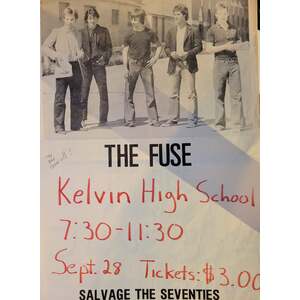 THE FUSE
Kelvin High School
7:30-11:30
Sept. 28 Tickets: $3.00
SALVAGE THE SEVENTIES